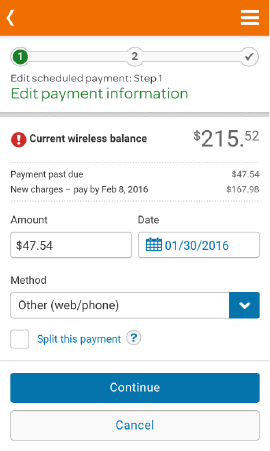 1
2
Edit scheduled payment: Step 1
Edit payment information
Current wireless balance $215.52
Payment past due $47.54
New charges – pay by Feb 8, 2016 $167.98
Amount Date
$47.54 01/30/2016
Method
Other (web/phone)
Split this payment ?
Continue
Cancel